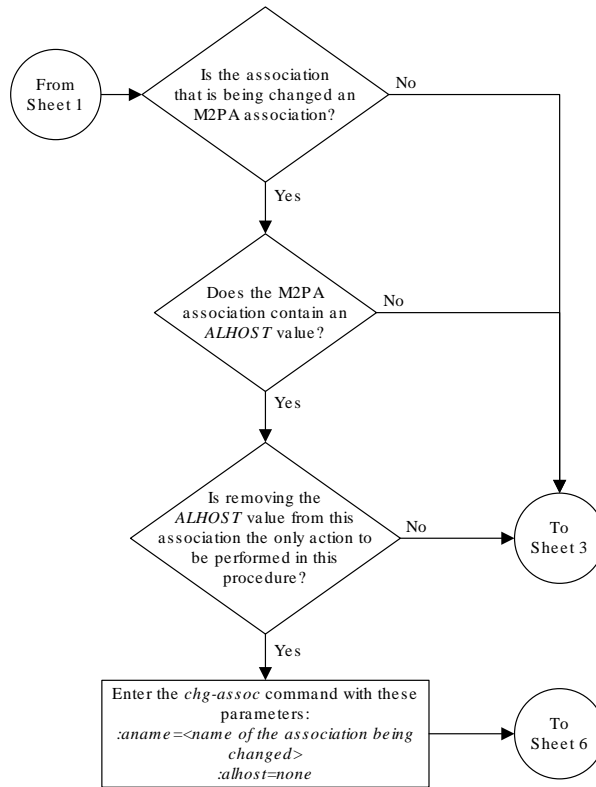 From
Sheet 1
Is the association
that is being changed an
M2PA association?
No
Yes
Does the M2PA
association contain an
ALHOST value?
No
Yes
Is removing the
ALHOST value from this
association the only action to
be performed in this
procedure?
No
To
Sheet 3
Yes
Enter the chg-assoc command with these
parameters:
:aname=<name of the association being
changed>
:alhost=none
To
Sheet 6